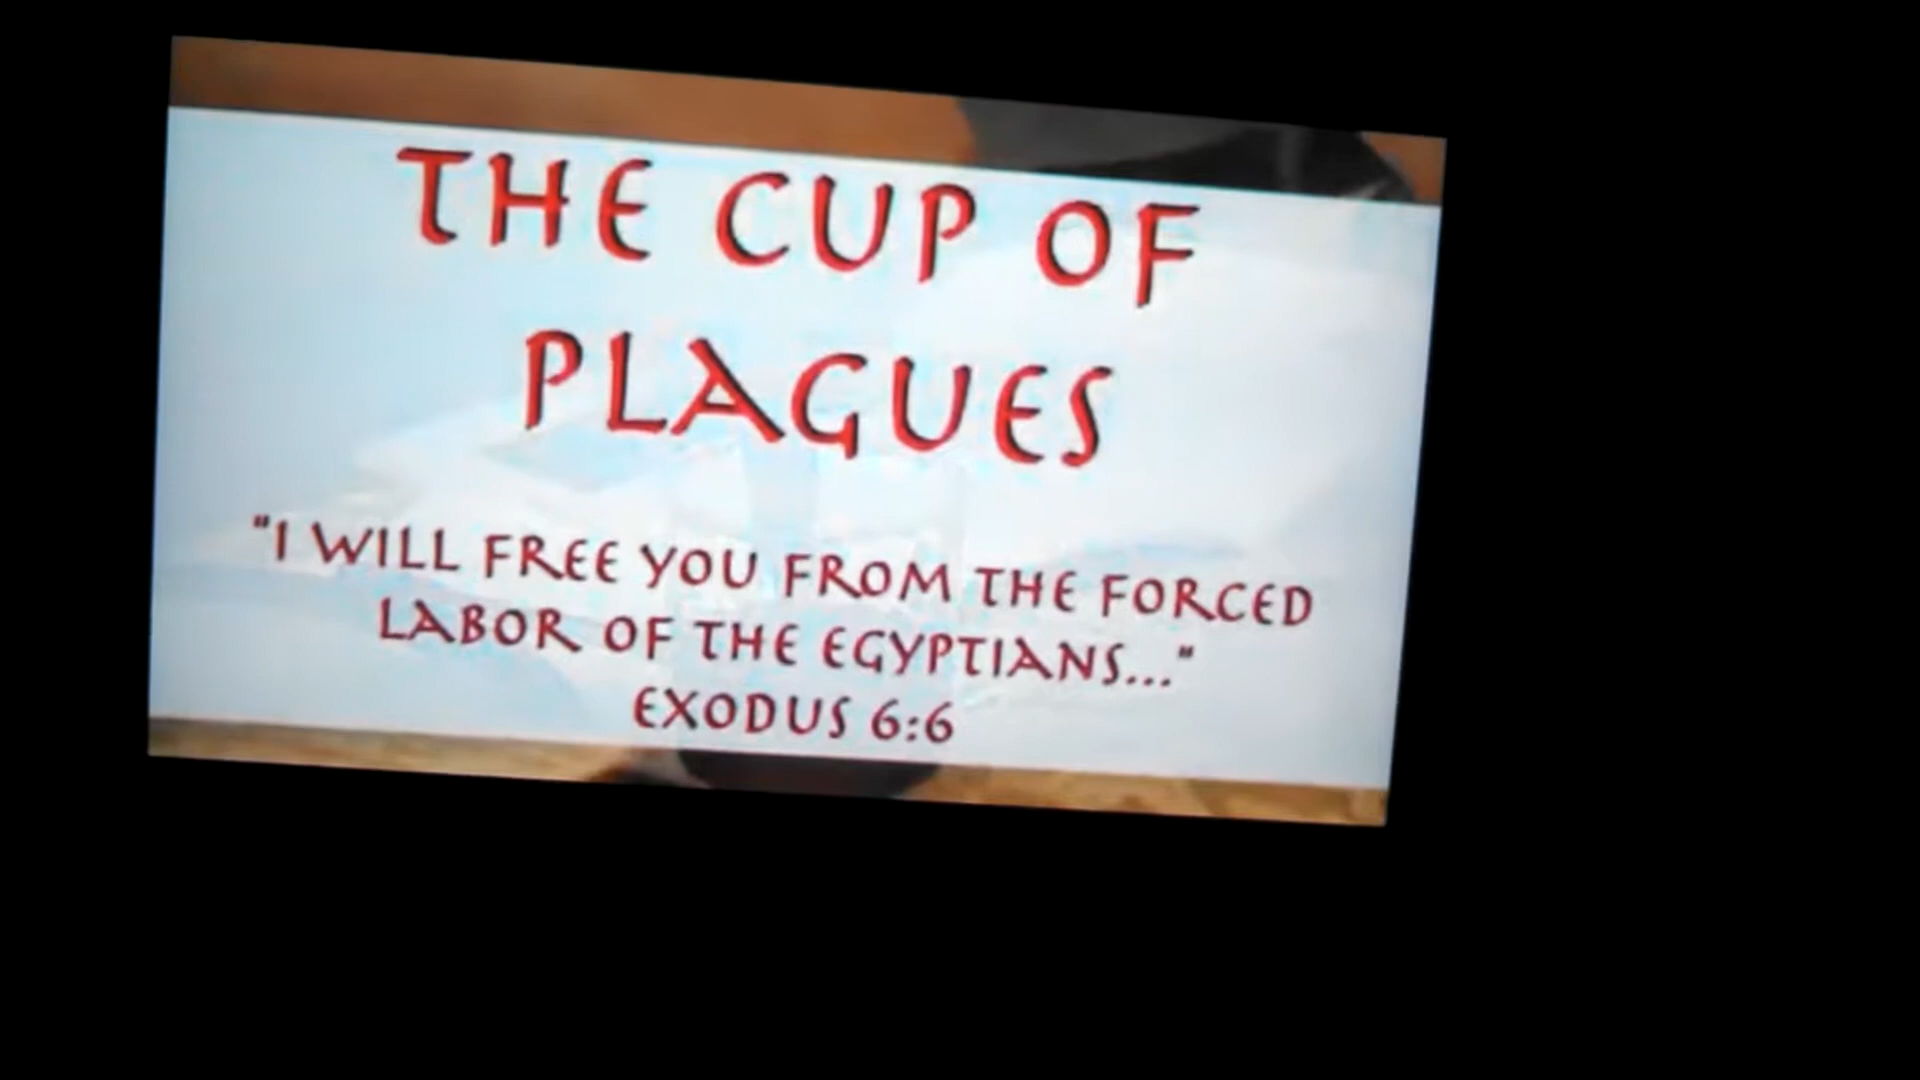 THE CUP OF
PLAGUES
"I WILL FREE YOU FROM THE FORCED
LABOR OF THE EGYPTIANS..."
EXODUS 6:6